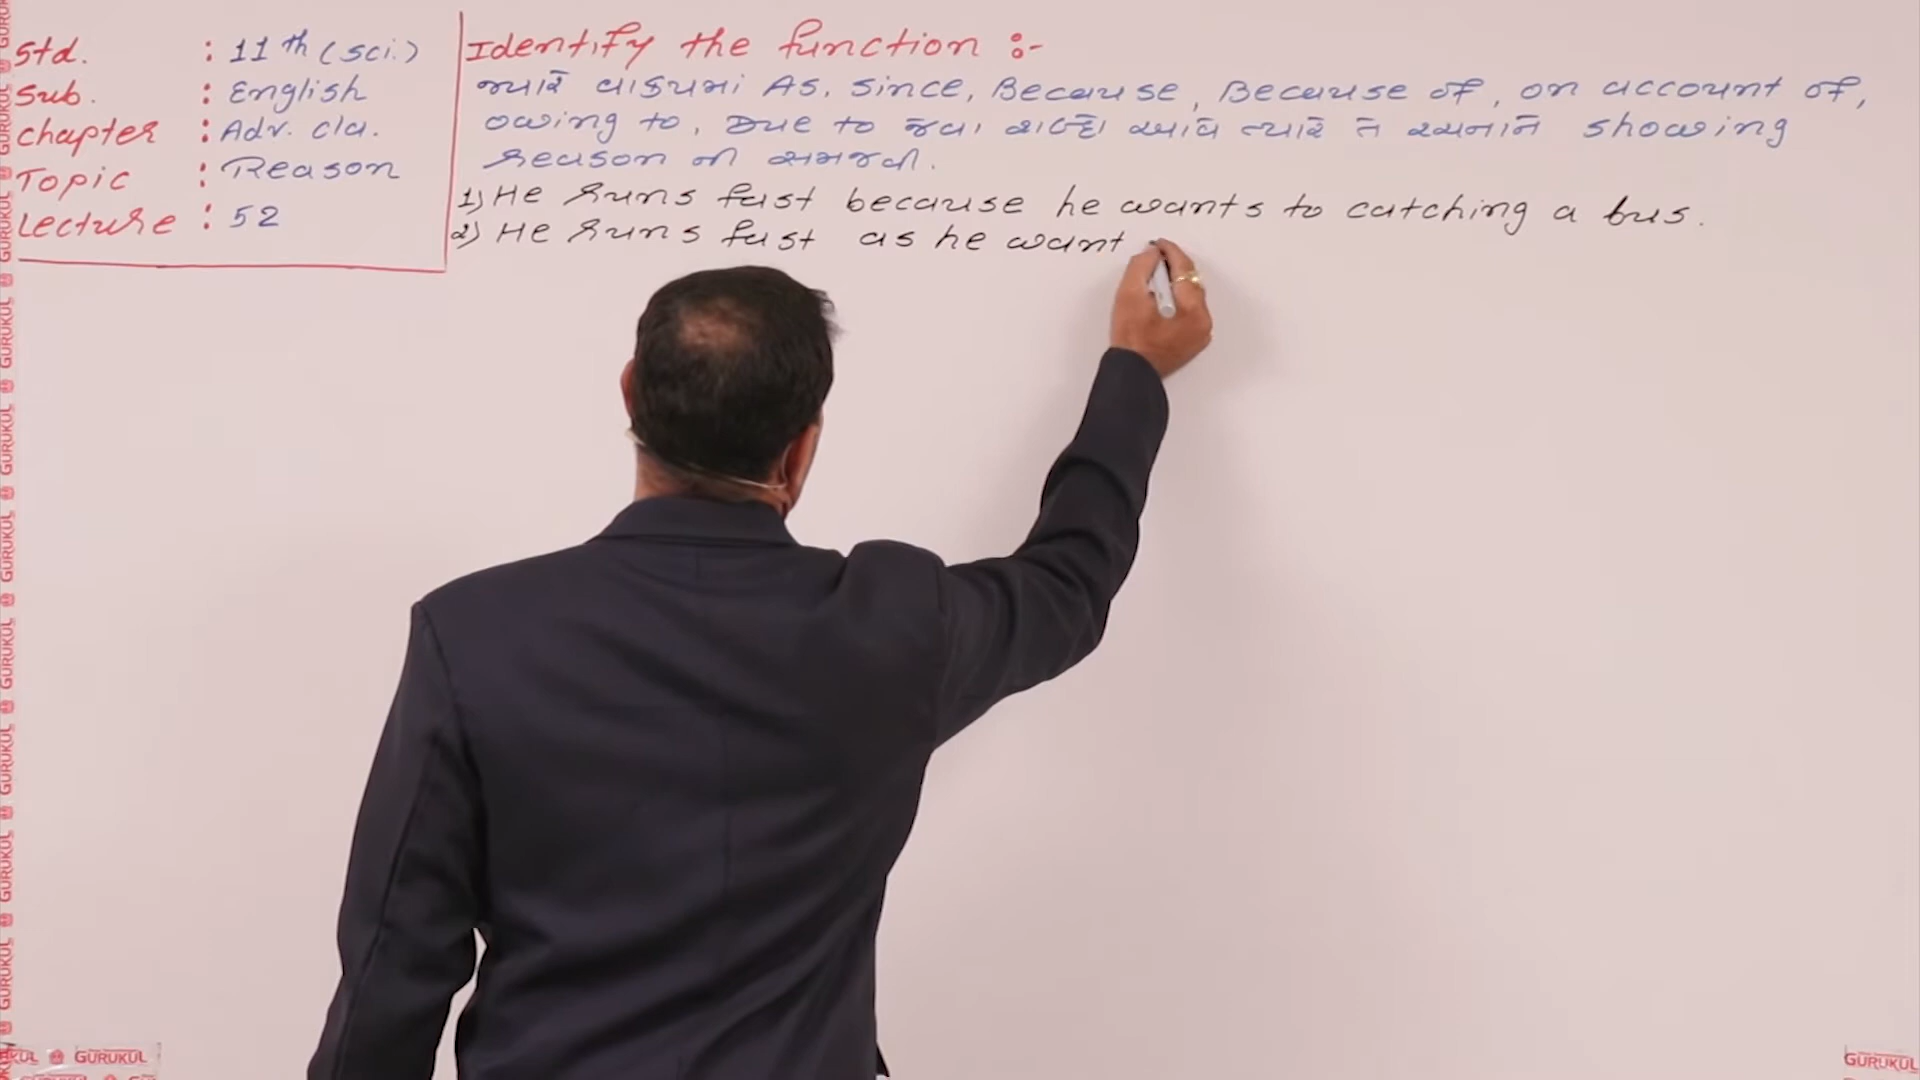 Std. : 11th (sci.)
Sub. : English
chapter : Adv. cla.
Topic : Reason
Lecture : 52
Identify the function :-
જ્યારે વાક્યમાં As, Since, Because, Because of, on account of,
owing to, Due to જેવા શબ્દો આવે ત્યારે તે રચનાને showing
reason ની સમજવી.
1) He runs fast because he wants to catching a bus.
2) He runs fast as he want
GURUKUL
GURUKUL
GURUKUL